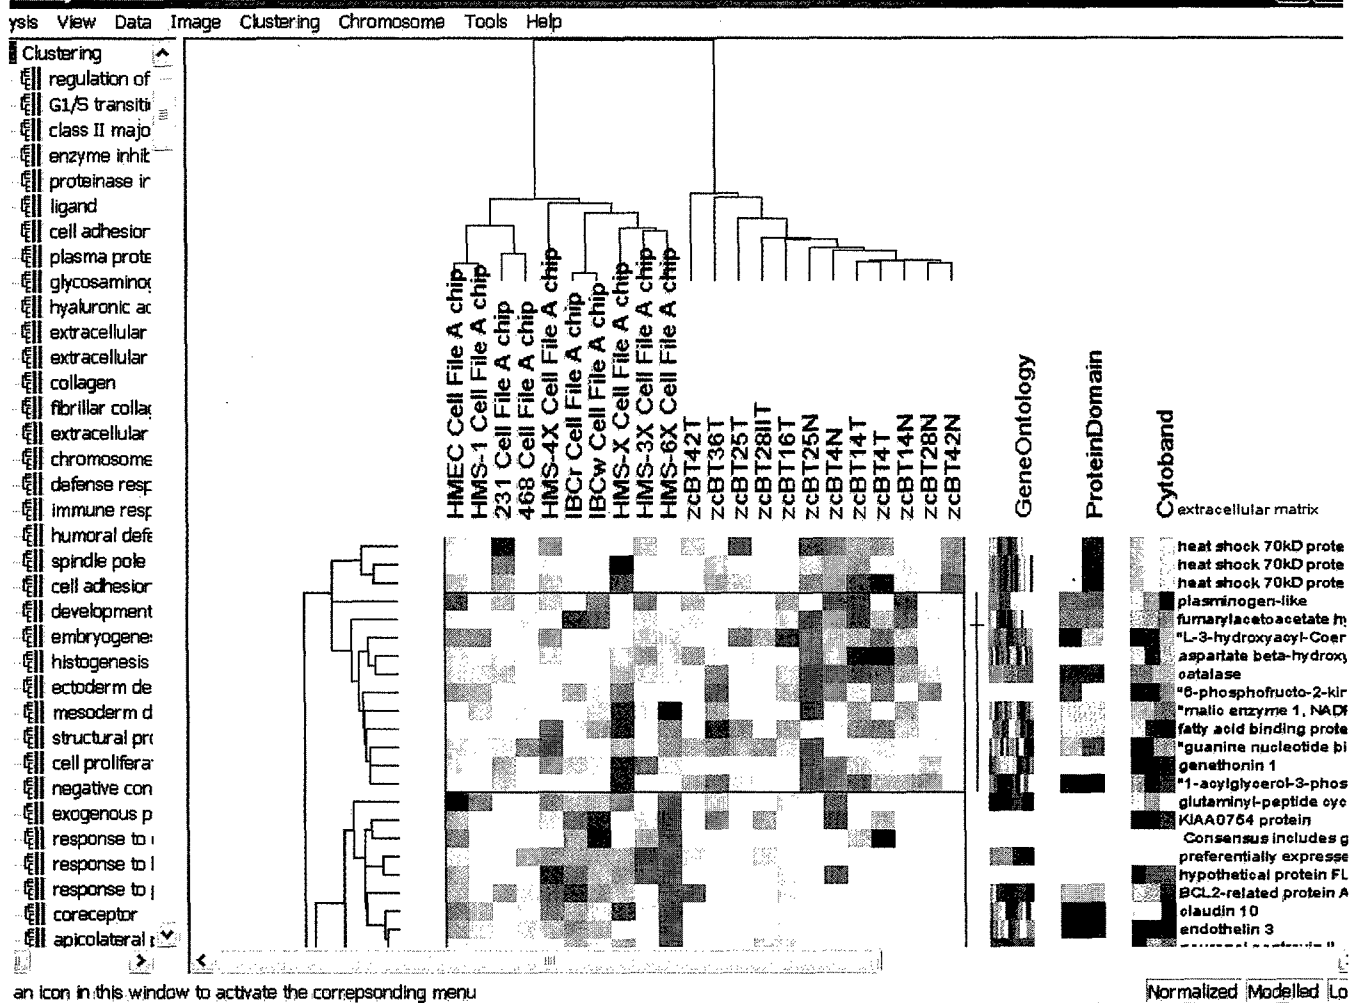 ysis View Data Image Clustering Chromosome Tools Help
Clustering
regulation of
G1/S transiti
class II majo
enzyme inhit
proteinase ir
ligand
cell adhesior
plasma prote
glycosaminog
hyaluronic ac
extracellular
extracellular
collagen
fibrillar collag
extracellular
chromosome
defense resp
immune resp
humoral defe
spindle pole
cell adhesior
development
embryogenes
histogenesis
ectoderm de
mesoderm d
structural pro
cell prolifera
negative con
exogenous p
response to
response to l
response to p
coreceptor
apicolateral
HMEC Cell File A chip
HMS-1 Cell File A chip
231 Cell File A chip
468 Cell File A chip
HMS-4X Cell File A chip
IBCr Cell File A chip
IBCw Cell File A chip
HMS-X Cell File A chip
HMS-3X Cell File A chip
HMS-6X Cell File A chip
zcBT42T
zcBT36T
zcBT25T
zcBT28IIT
zcBT16T
zcBT25N
zcBT4N
zcBT14T
zcBT4T
zcBT14N
zcBT28N
zcBT42N
GeneOntology
ProteinDomain
Cytoband
extracellular matrix
heat shock 70kD prote
heat shock 70kD prote
heat shock 70kD prote
plasminogen-like
fumarylacetoacetate hy
"L-3-hydroxyacyl-Coer
aspartate beta-hydroxy
catalase
"6-phosphofructo-2-kir
"malic enzyme 1, NADF
fatty acid binding prote
"guanine nucleotide bi
genethonin 1
"1-acylglycerol-3-phos
glutaminyl-peptide cyc
KIAA0764 protein
Consensus includes g
preferentially expresse
hypothetical protein FL
BCL2-related protein A
claudin 10
endothelin 3
an icon in this window to activate the correpsonding menu
Normalized Modelled Lo